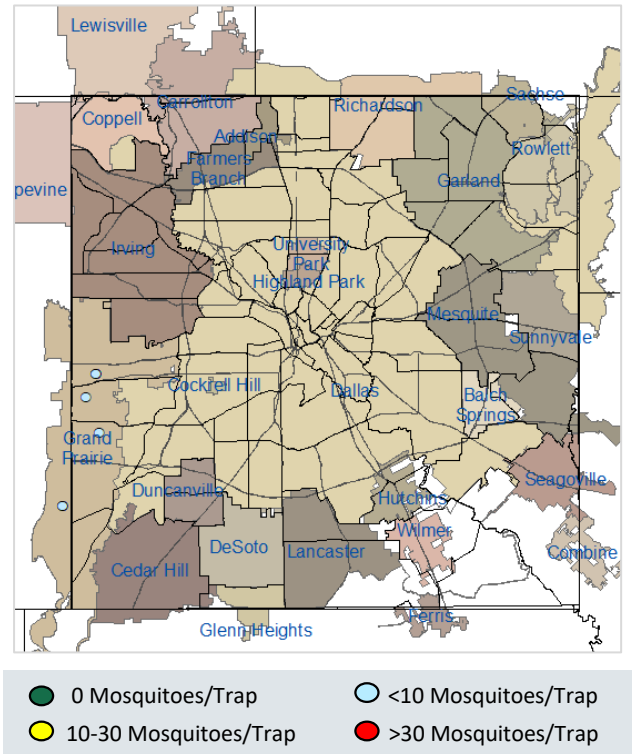 Lewisville
Carrollton
Richardson
Sachse
Coppell
Addison
Rowlett
Farmers
Branch
Garland
pevine
Irving
University
Park
Highland Park
Mesquite
Sunnyvale
Cockrell Hill
Dallas
Balch
Springs
Grand
Prairie
Seagoville
Duncanville
Hutchins
Wilmer
DeSoto
Lancaster
Combine
Cedar Hill
Ferris
Glenn Heights
0 Mosquitoes/Trap
<10 Mosquitoes/Trap
10-30 Mosquitoes/Trap
>30 Mosquitoes/Trap